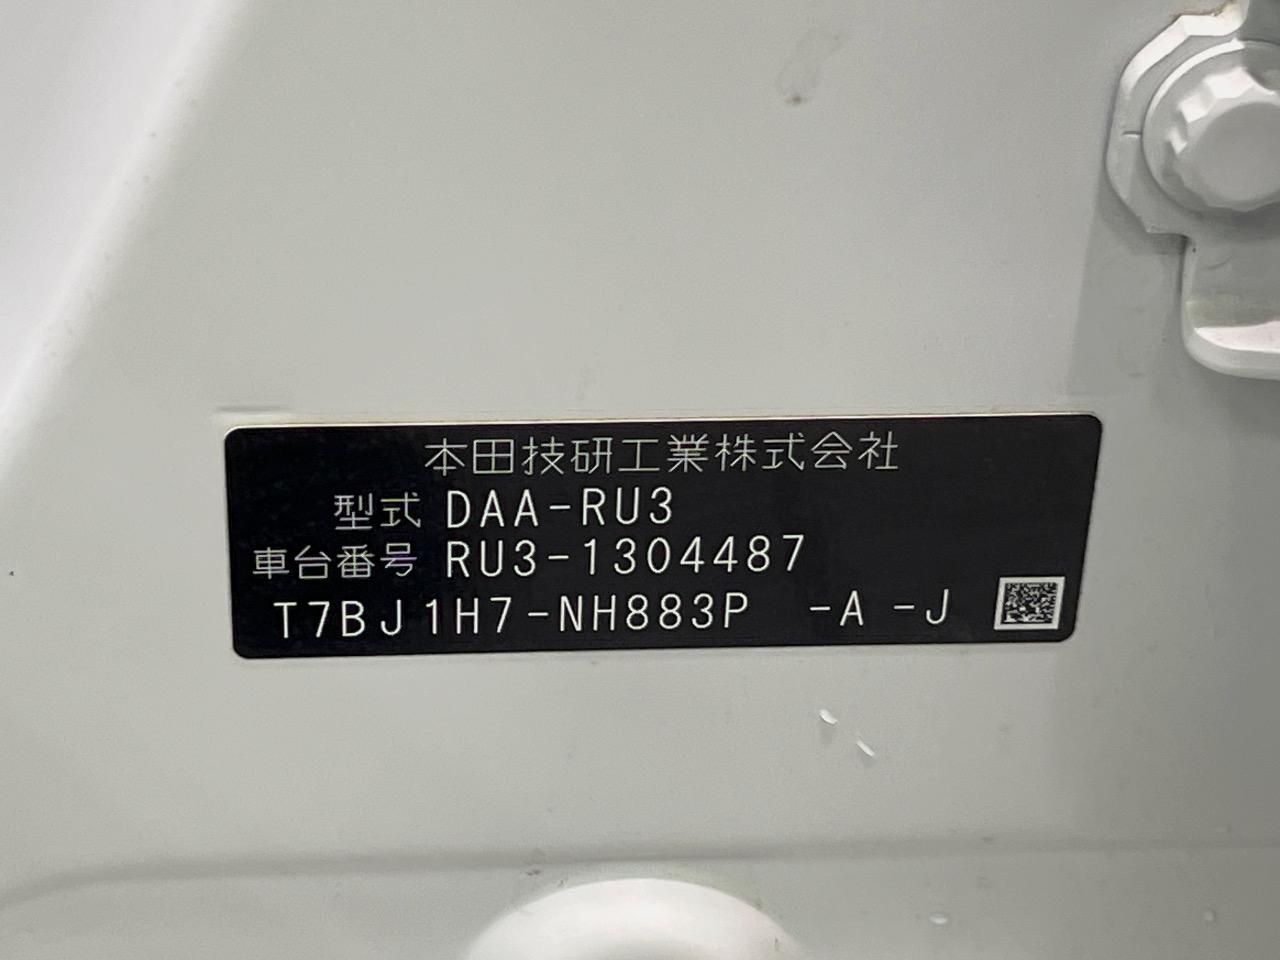 本田技研工業株式会社
型式 DAA-RU3
車台番号 RU3-1304487
T7BJ1H7-NH883P -A -J